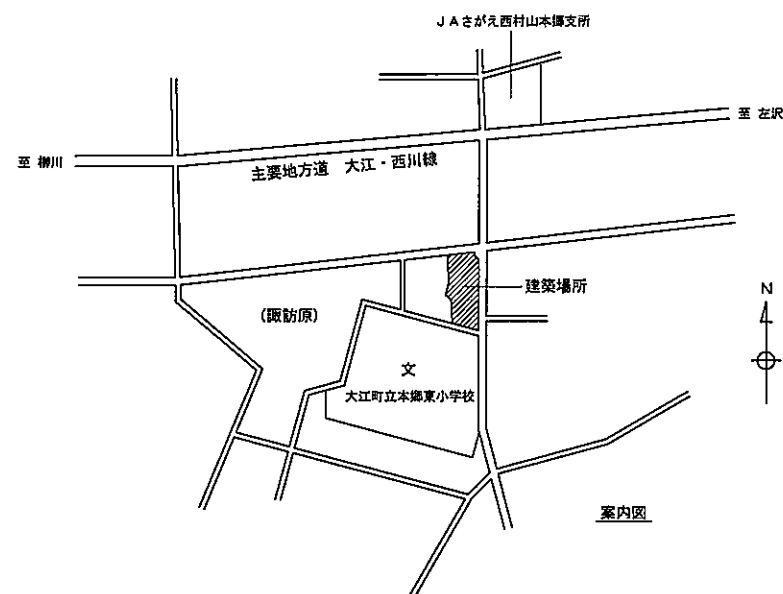 JAさがえ西村山本郷支所
至 左沢
至 柳川
主要地方道 大江・西川線
建築場所
(諏訪原)
N
文
大江町立本郷東小学校
案内図